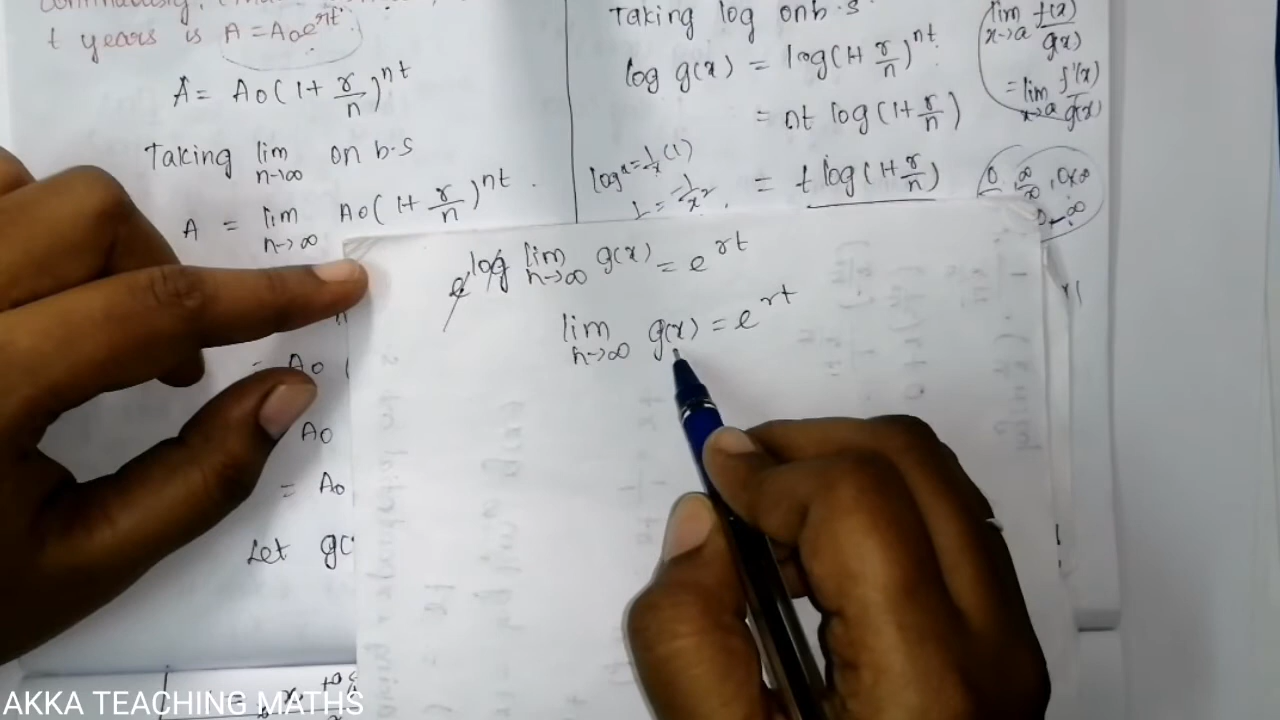 t years is A = A₀e^rt.
A = A₀(1+r/n)^nt
Taking lim n→∞ on b.s
A = lim n→∞ A₀(1+r/n)^nt.
= A₀ (
A₀
= A₀
Let g(
Taking log on b.s.
log g(x) = log(1+r/n)^nt.
= nt log(1+r/n)
= t log(1+r/n)
lim x→a f(x)/g(x)
= lim x→a f'(x)/g(x)
e^log lim n→∞ g(x) = e^rt
lim n→∞ g(x) = e^rt
AKKA TEACHING MATHS